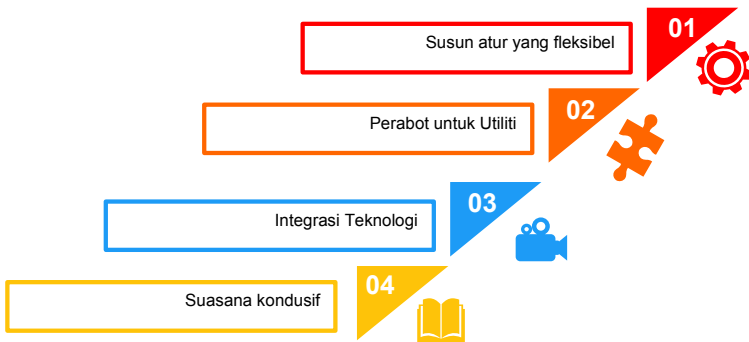 01
Susun atur yang fleksibel
02
Perabot untuk Utiliti
03
Integrasi Teknologi
04
Suasana kondusif